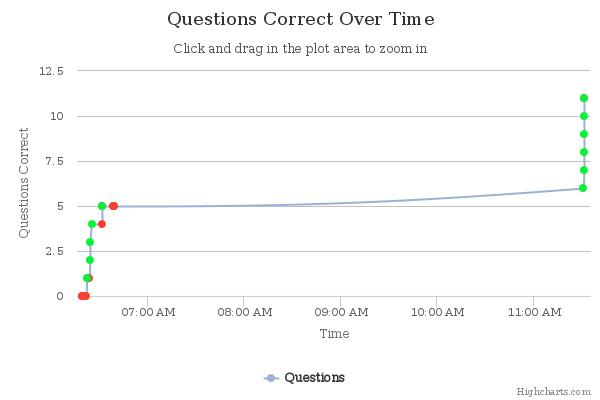 Questions Correct Over Time
Click and drag in the plot area to zoom in
Questions Correct
12.5
10
7.5
5
2.5
0
07:00 AM 08:00 AM 09:00 AM 10:00 AM 11:00 AM
Time
Questions
Highcharts.com